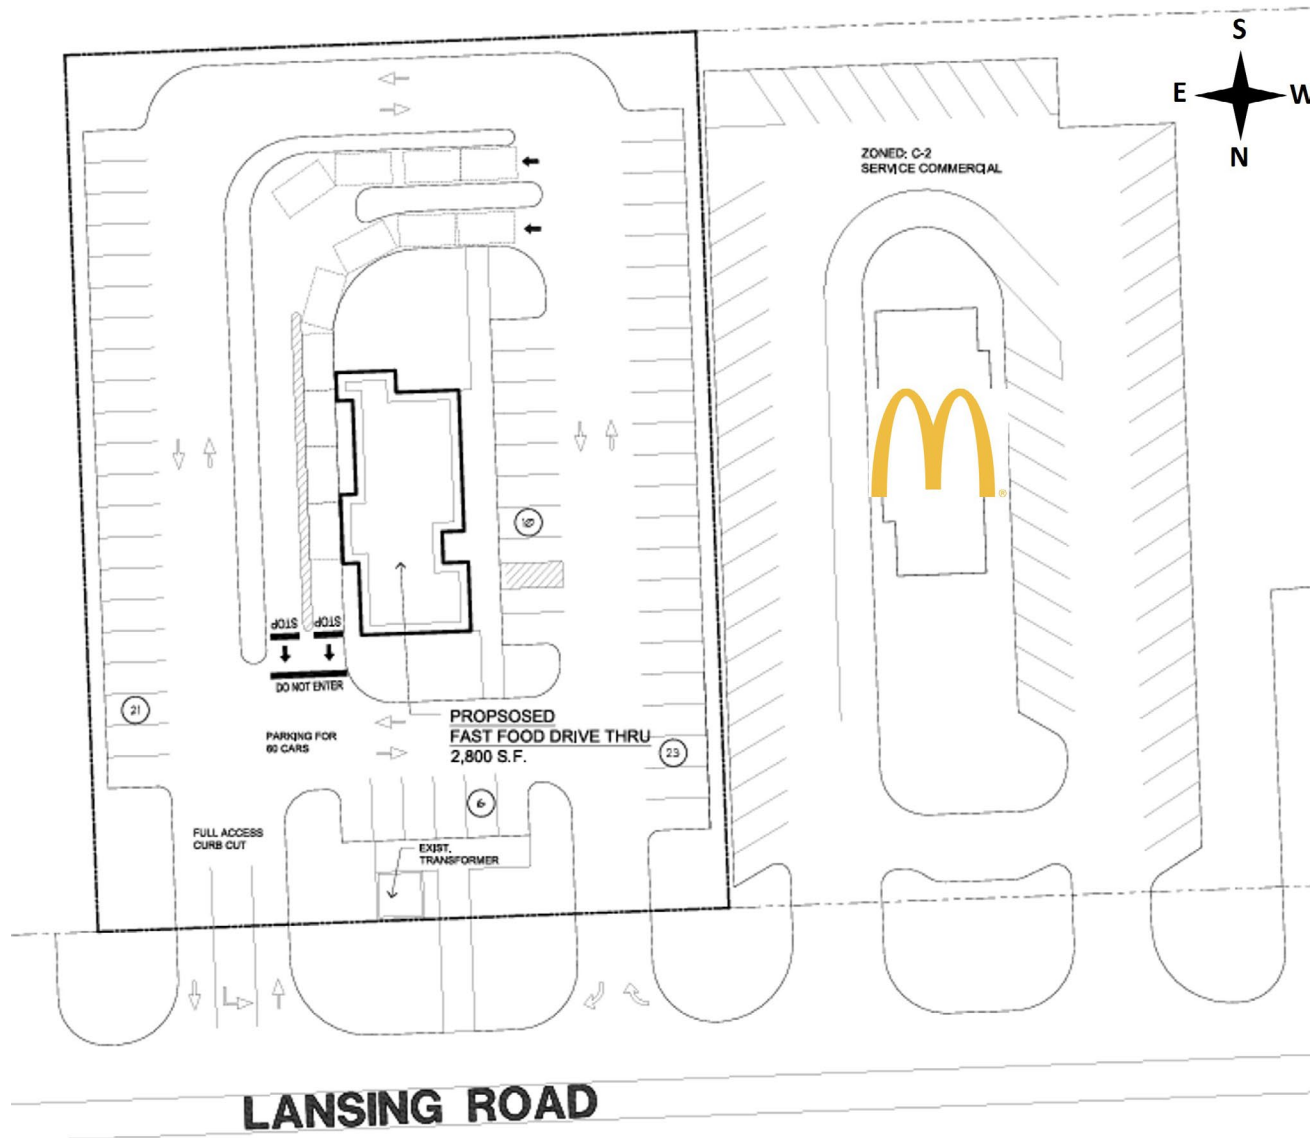 S
E W
N
ZONED: C-2
SERVICE COMMERCIAL
10
STOP STOP
DO NOT ENTER
21
PARKING FOR
60 CARS
PROPSOSED
FAST FOOD DRIVE THRU
2,800 S.F.
23
6
FULL ACCESS
CURB CUT
EXIST.
TRANSFORMER
M
®
LANSING ROAD